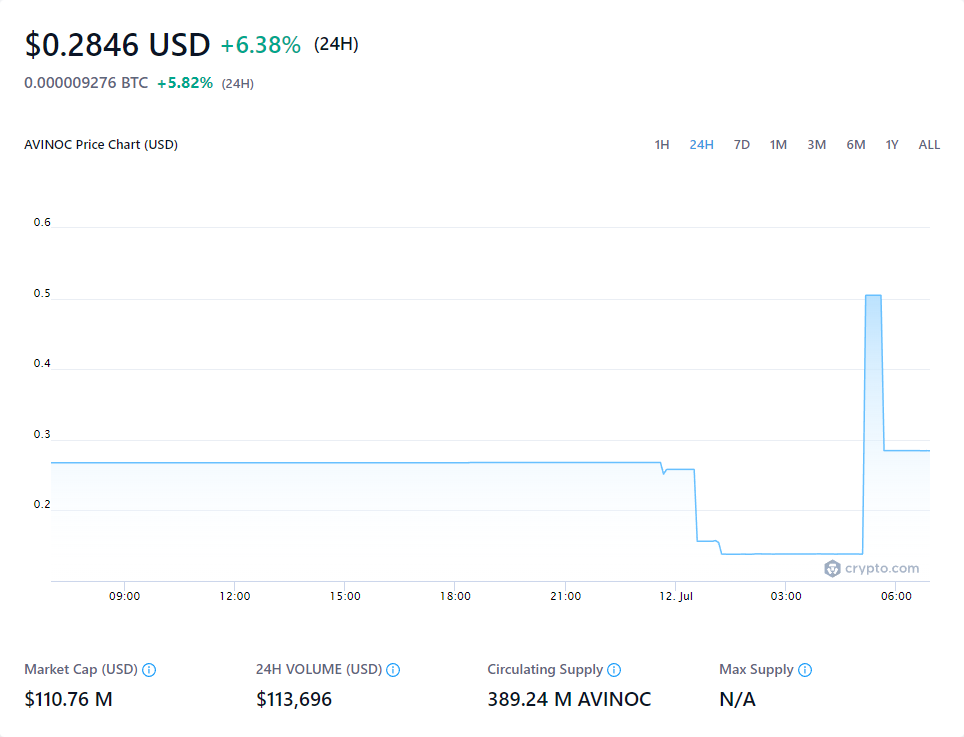 $0.2846 USD +6.38% (24H)
0.000009276 BTC +5.82% (24H)
AVINOC Price Chart (USD) 1H 24H 7D 1M 3M 6M 1Y ALL
0.6
0.5
0.4
0.3
0.2
crypto.com
09:00 12:00 15:00 18:00 21:00 12. Jul 03:00 06:00
Market Cap (USD) 24H VOLUME (USD) Circulating Supply Max Supply
$110.76 M $113,696 389.24 M AVINOC N/A